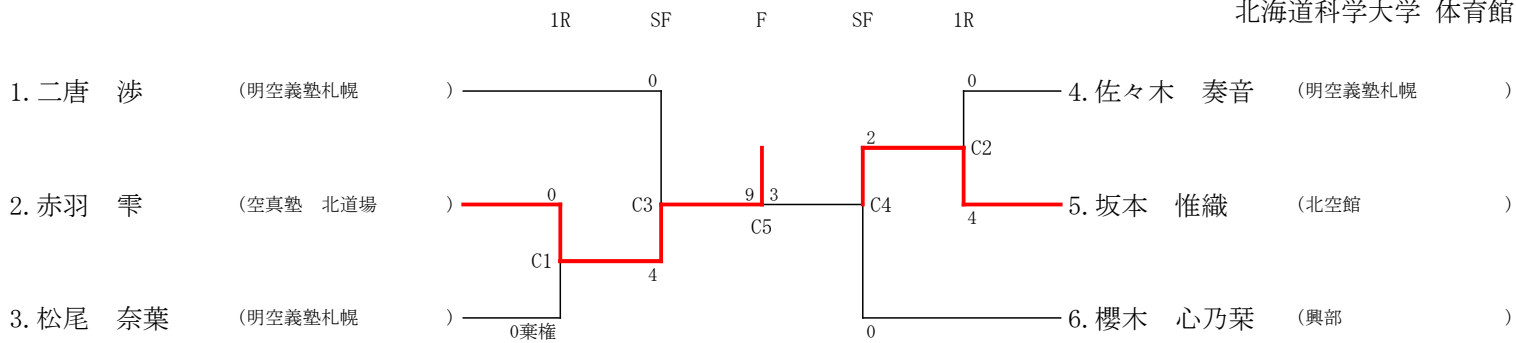 北海道科学大学 体育館
1R SF F SF 1R
0 0
1. 二唐 渉 （明空義塾札幌 ） 4. 佐々木 奏音 （明空義塾札幌 ）
2
C2
0 9 3
2. 赤羽 雫 （空真塾 北道場 ） C3 C4 5. 坂本 惟織 （北空館 ）
C5 4
C1
4
3. 松尾 奈葉 （明空義塾札幌 ） 6. 櫻木 心乃栞 （興部 ）
0棄権 0